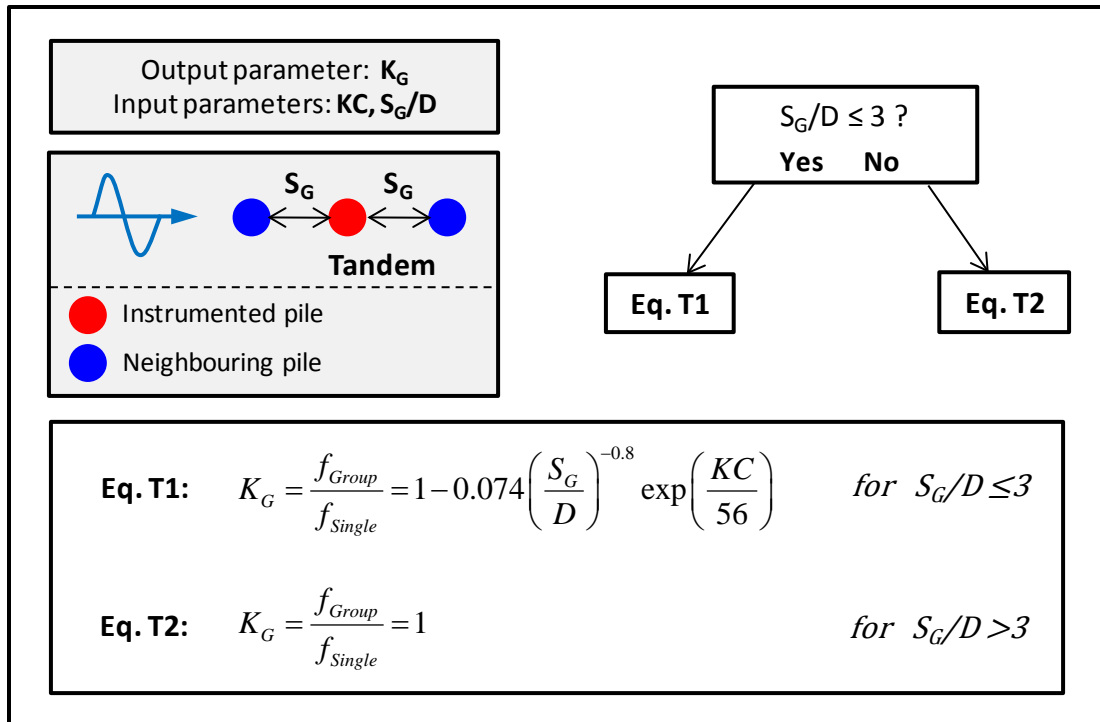 Output parameter: K_G
Input parameters: KC, S_G/D
S_G S_G
Tandem
Instrumented pile
Neighbouring pile
S_G/D ≤ 3 ?
Yes No
Eq. T1
Eq. T2
Eq. T1: K_G = f_Group / f_Single = 1 − 0.074 (S_G / D)^−0.8 exp(KC / 56) for S_G/D ≤3
Eq. T2: K_G = f_Group / f_Single = 1 for S_G/D >3